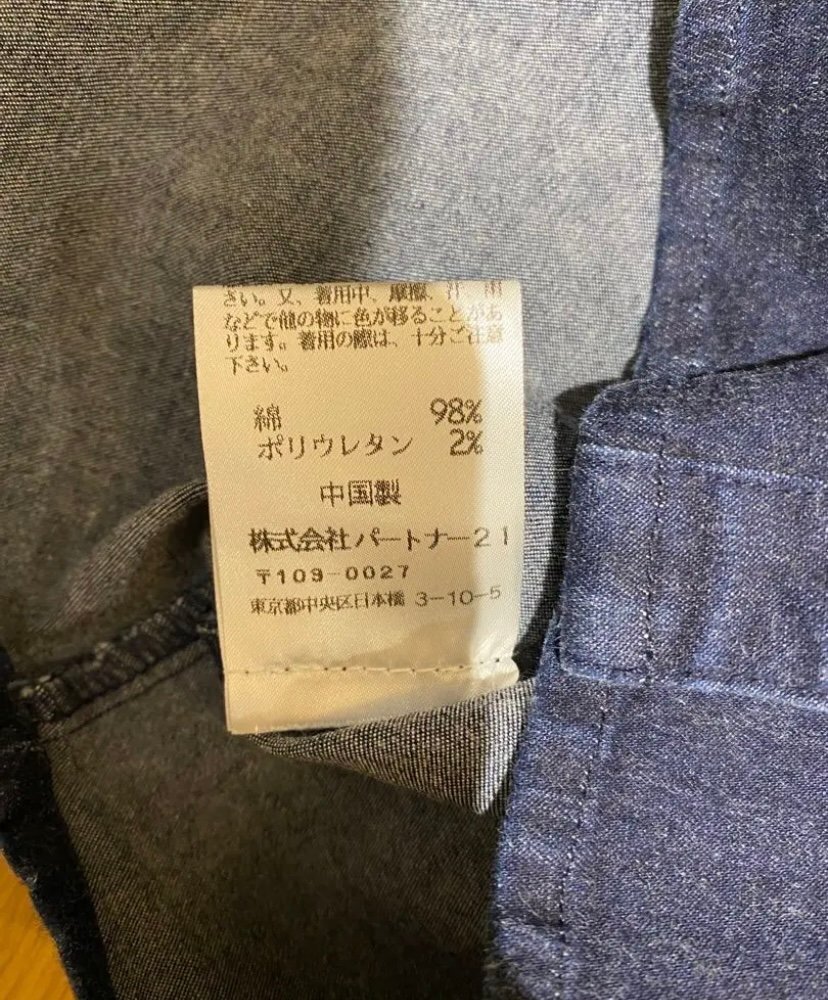 さい。又、着用中、摩擦、汗、雨
などで他の物に色が移ることがあ
ります。着用の際は、十分ご注意
下さい。
綿 98%
ポリウレタン 2%
中国製
株式会社パートナー21
〒103-0027
東京都中央区日本橋 3-10-5